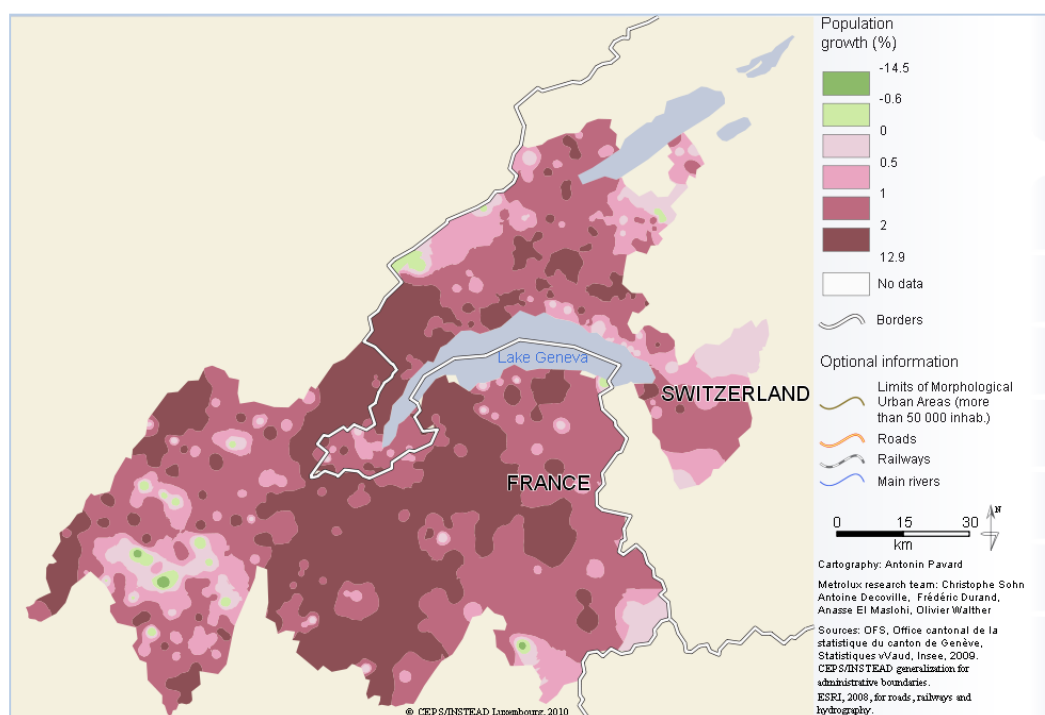 Population
growth (%)
-14.5
-0.6
0
0.5
1
2
12.9
No data
Borders
Optional information
Limits of Morphological
Urban Areas (more
than 50 000 inhab.)
Roads
Railways
Main rivers
N
0 15 30
km
Cartography: Antonin Pavard
Metrolux research team: Christophe Sohn
Antoine Decoville, Frédéric Durand,
Anasse El Maslohi, Olivier Walther
Sources: OFS, Office cantonal de la
statistique du canton de Genève,
Statistiques vVaud, Insee, 2009.
CEPS/INSTEAD generalization for
administrative boundaries.
ESRI, 2008, for roads, railways and
hydrography.
Lake Geneva
SWITZERLAND
FRANCE
© CEPS/INSTEAD Luxembourg, 2010